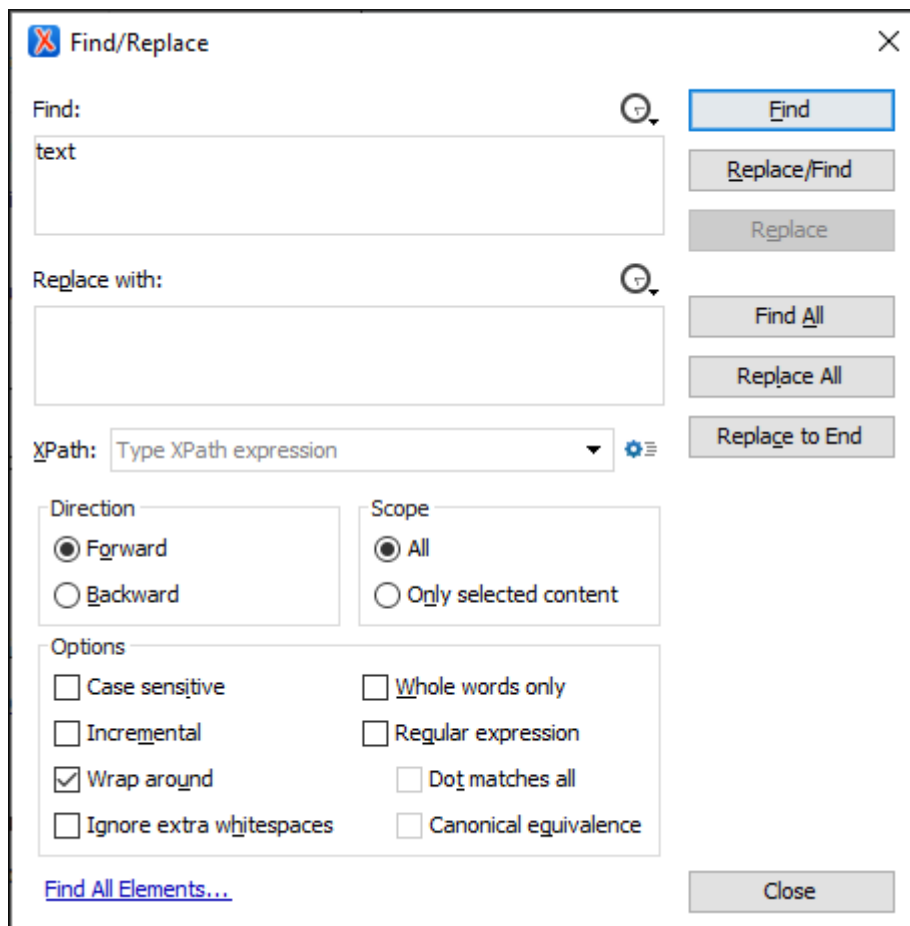 Find/Replace
Find:
text
Find
Replace/Find
Replace
Replace with:
Find All
Replace All
Replace to End
XPath: Type XPath expression
Direction
Forward
Backward
Scope
All
Only selected content
Options
Case sensitive
Whole words only
Incremental
Regular expression
Wrap around
Dot matches all
Ignore extra whitespaces
Canonical equivalence
Find All Elements...
Close